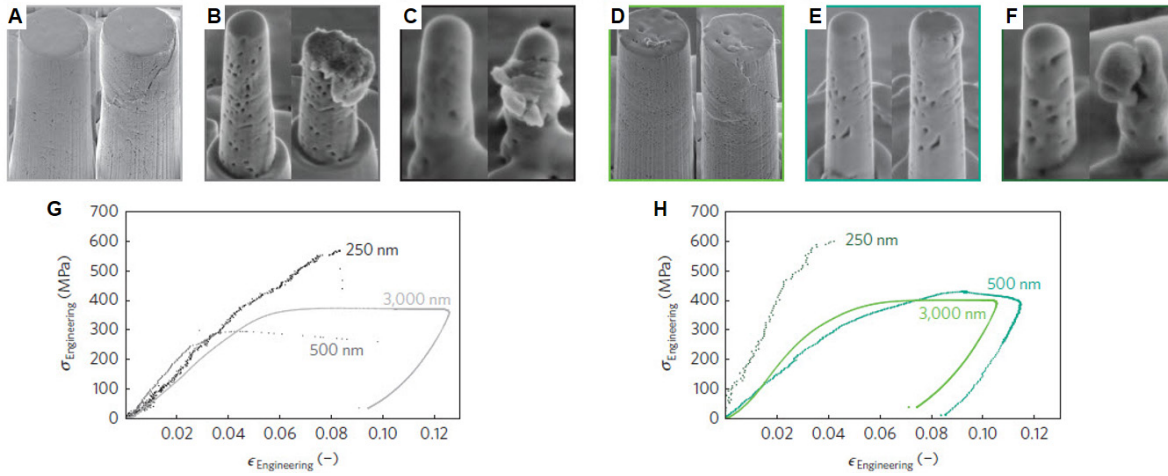 A B C D E F
G H
700
600
500
400
300
200
100
0
0.02 0.04 0.06 0.08 0.10 0.12
σEngineering (MPa)
ϵEngineering (–)
250 nm
3,000 nm
500 nm
700
600
500
400
300
200
100
0
0.02 0.04 0.06 0.08 0.10 0.12
σEngineering (MPa)
ϵEngineering (–)
250 nm
500 nm
3,000 nm